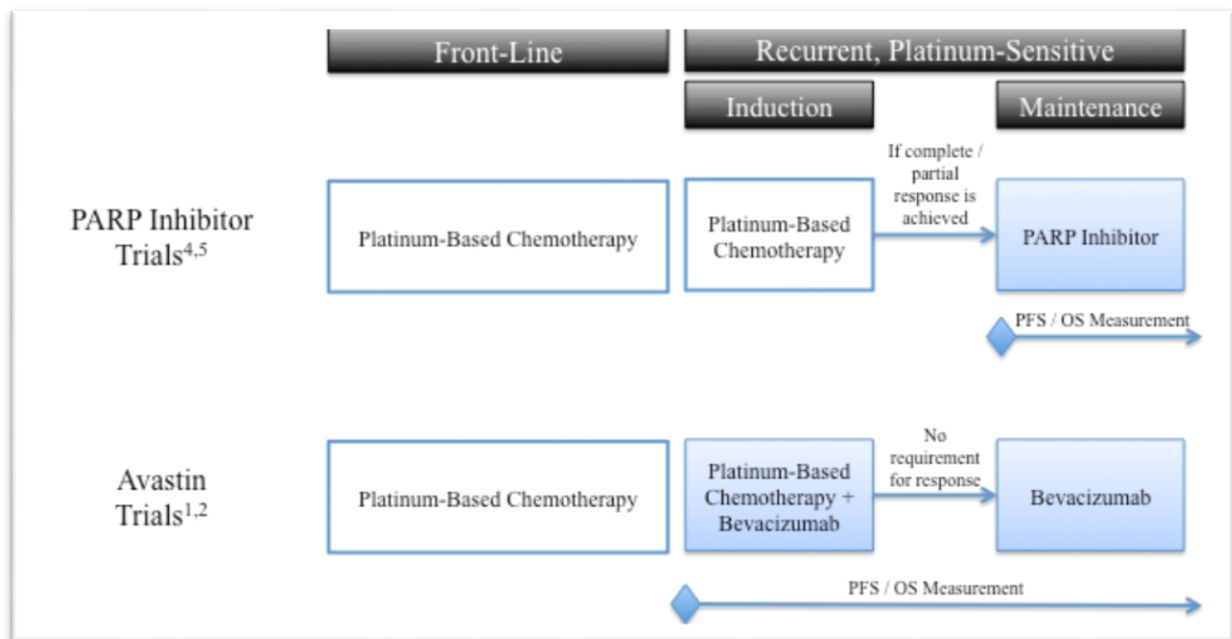 Front-Line
Recurrent, Platinum-Sensitive
Induction
Maintenance
PARP Inhibitor
Trials4,5
Platinum-Based Chemotherapy
Platinum-Based
Chemotherapy
If complete /
partial
response is
achieved
PARP Inhibitor
PFS / OS Measurement
Avastin
Trials1,2
Platinum-Based Chemotherapy
Platinum-Based
Chemotherapy +
Bevacizumab
No
requirement
for response
Bevacizumab
PFS / OS Measurement